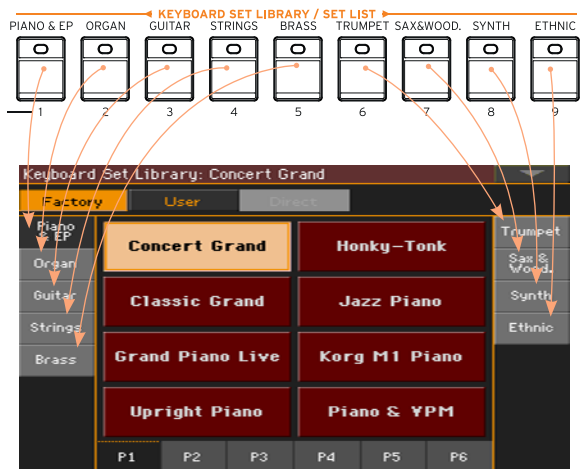 KEYBOARD SET LIBRARY / SET LIST
PIANO & EP ORGAN GUITAR STRINGS BRASS TRUMPET SAX&WOOD. SYNTH ETHNIC
1 2 3 4 5 6 7 8 9
Keyboard Set Library: Concert Grand
Factory User Direct
Piano & EP
Organ
Guitar
Strings
Brass
Concert Grand Honky-Tonk
Classic Grand Jazz Piano
Grand Piano Live Korg M1 Piano
Upright Piano Piano & VPM
Trumpet
Sax & Wood.
Synth
Ethnic
P1 P2 P3 P4 P5 P6